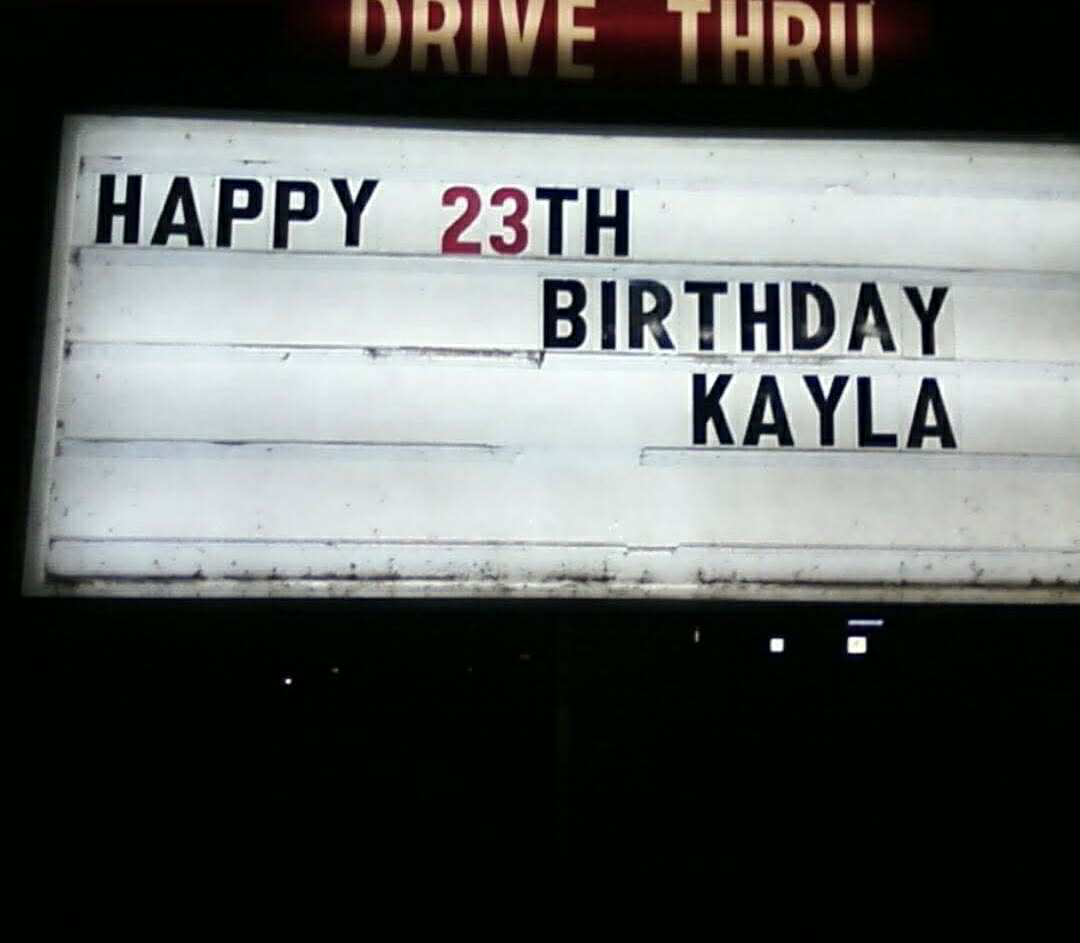 DRIVE THRU
HAPPY 23TH
BIRTHDAY
KAYLA